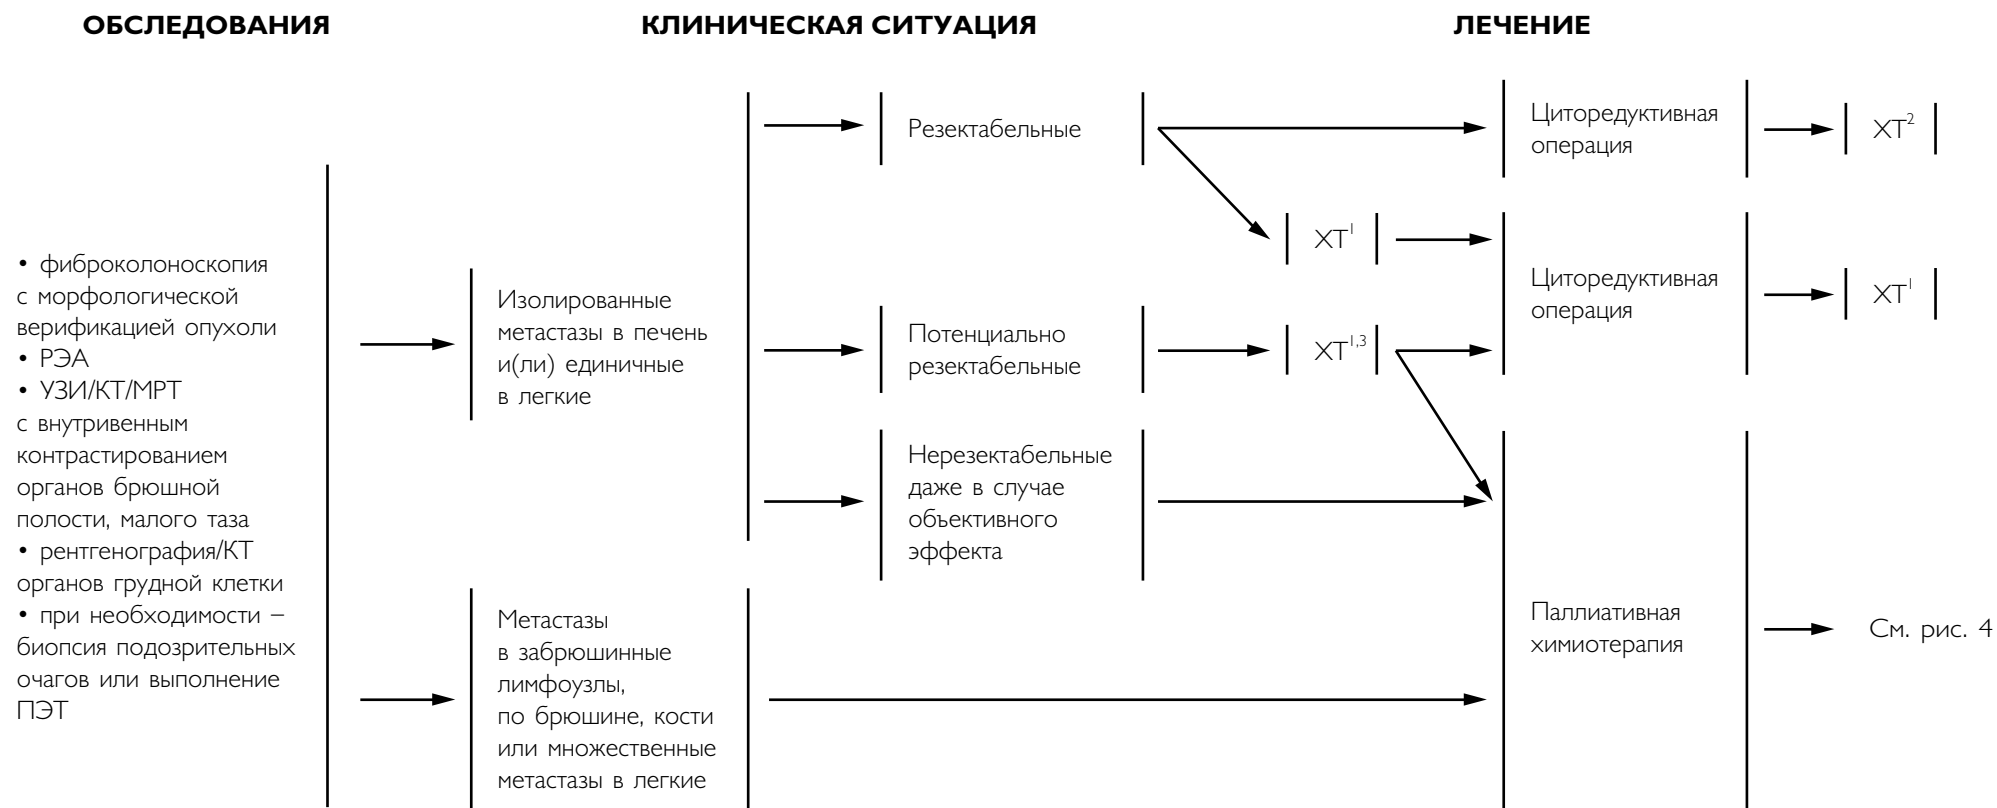 ОБСЛЕДОВАНИЯ
КЛИНИЧЕСКАЯ СИТУАЦИЯ
ЛЕЧЕНИЕ
• фиброколоноскопия
с морфологической
верификацией опухоли
• РЭА
• УЗИ/КТ/МРТ
с внутривенным
контрастированием
органов брюшной
полости, малого таза
• рентгенография/КТ
органов грудной клетки
• при необходимости –
биопсия подозрительных
очагов или выполнение
ПЭТ
Изолированные
метастазы в печень
и(ли) единичные
в легкие
Метастазы
в забрюшинные
лимфоузлы,
по брюшине, кости
или множественные
метастазы в легкие
Резектабельные
Потенциально
резектабельные
Нерезектабельные
даже в случае
объективного
эффекта
ХТ¹
ХТ¹,³
Циторедуктивная
операция
ХТ²
Циторедуктивная
операция
ХТ¹
Паллиативная
химиотерапия
См. рис. 4